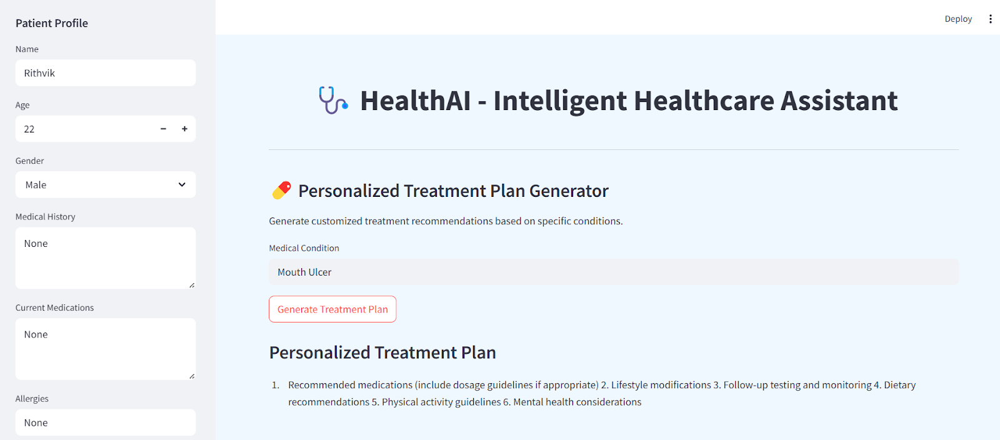 Patient Profile
Name
Rithvik
Age
22
Gender
Male
Medical History
None
Current Medications
None
Allergies
None
Deploy
HealthAI - Intelligent Healthcare Assistant
Personalized Treatment Plan Generator
Generate customized treatment recommendations based on specific conditions.
Medical Condition
Mouth Ulcer
Generate Treatment Plan
Personalized Treatment Plan
1. Recommended medications (include dosage guidelines if appropriate) 2. Lifestyle modifications 3. Follow-up testing and monitoring 4. Dietary
recommendations 5. Physical activity guidelines 6. Mental health considerations